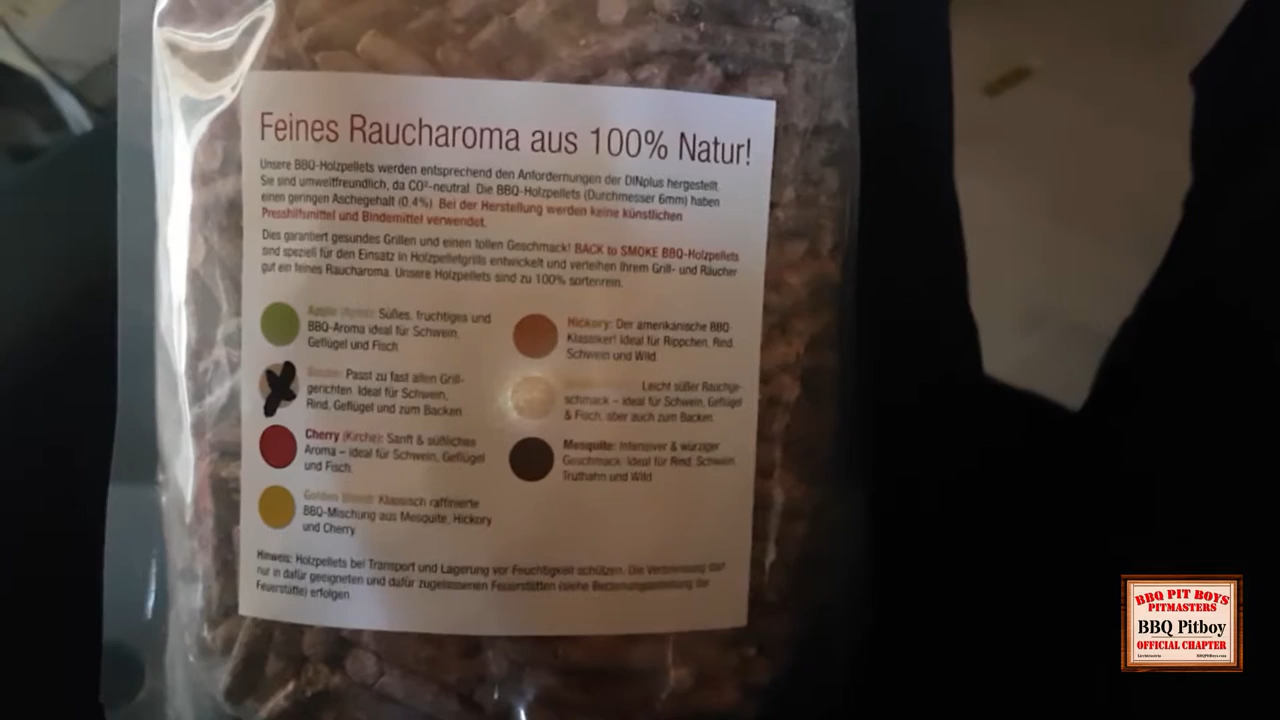 Feines Raucharoma aus 100% Natur!
Unsere BBQ-Holzpellets werden entsprechend den Anforderungen der DINplus hergestellt.
Sie sind umweltfreundlich, da CO²-neutral. Die BBQ-Holzpellets (Durchmesser 6mm) haben
einen geringen Aschegehalt (0,4%). Bei der Herstellung werden keine künstlichen
Presshilfsmittel und Bindemittel verwendet.
Dies garantiert gesundes Grillen und einen tollen Geschmack! BACK to SMOKE BBQ-Holzpellets
sind speziell für den Einsatz in Holzpelletgrills entwickelt und verleihen Ihrem Grill- und Räucher
gut ein feines Raucharoma. Unsere Holzpellets sind zu 100% sortenrein.
Apple (Apfel): Süßes, fruchtiges und
BBQ-Aroma ideal für Schwein,
Geflügel und Fisch
Passt zu fast allen Grill-
gerichten. Ideal für Schwein,
Rind, Geflügel und zum Backen
Cherry (Kirche): Sanft & süßliches
Aroma – ideal für Schwein, Geflügel
und Fisch.
Golden Blend: Klassisch raffinierte
BBQ-Mischung aus Mesquite, Hickory
und Cherry
Hickory: Der amerikanische BBQ-
Klassiker! Ideal für Rippchen, Rind,
Schwein und Wild.
Leicht süßer Rauchge-
schmack – ideal für Schwein, Geflügel
& Fisch, aber auch zum Backen.
Mesquite: Intensiver & würziger
Geschmack. Ideal für Rind, Schwein,
Truthahn und Wild
Hinweis: Holzpellets bei Transport und Lagerung vor Feuchtigkeit schützen. Die Verbrennung darf
nur in dafür geeigneten und dafür zugelassenen Feuerstätten (siehe Bedienungsanleitung der
Feuerstätte) erfolgen.
BBQ PIT BOYS
PITMASTERS
BBQ Pitboy
OFFICIAL CHAPTER
BBQPitBoys.com